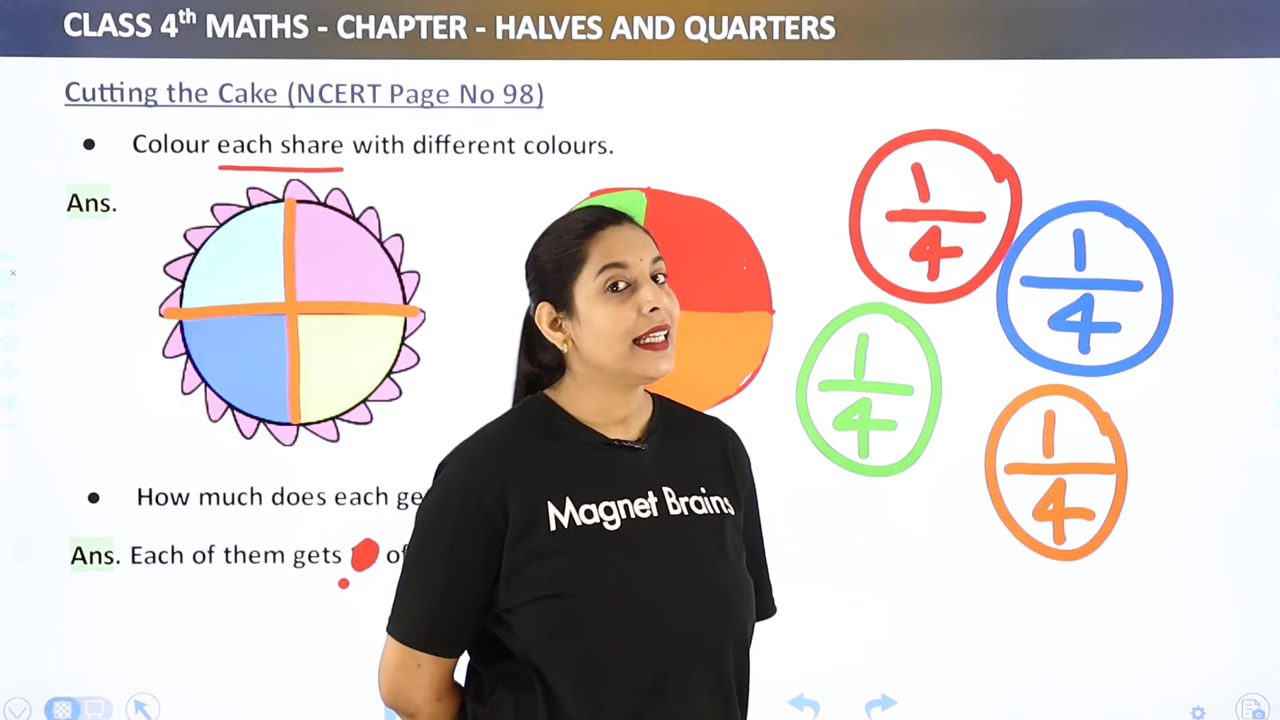 CLASS 4th MATHS - CHAPTER - HALVES AND QUARTERS
Cutting the Cake (NCERT Page No 98)
• Colour each share with different colours.
Ans.
1/4
1/4
1/4
1/4
• How much does each
Ans. Each of them gets
Magnet Brains